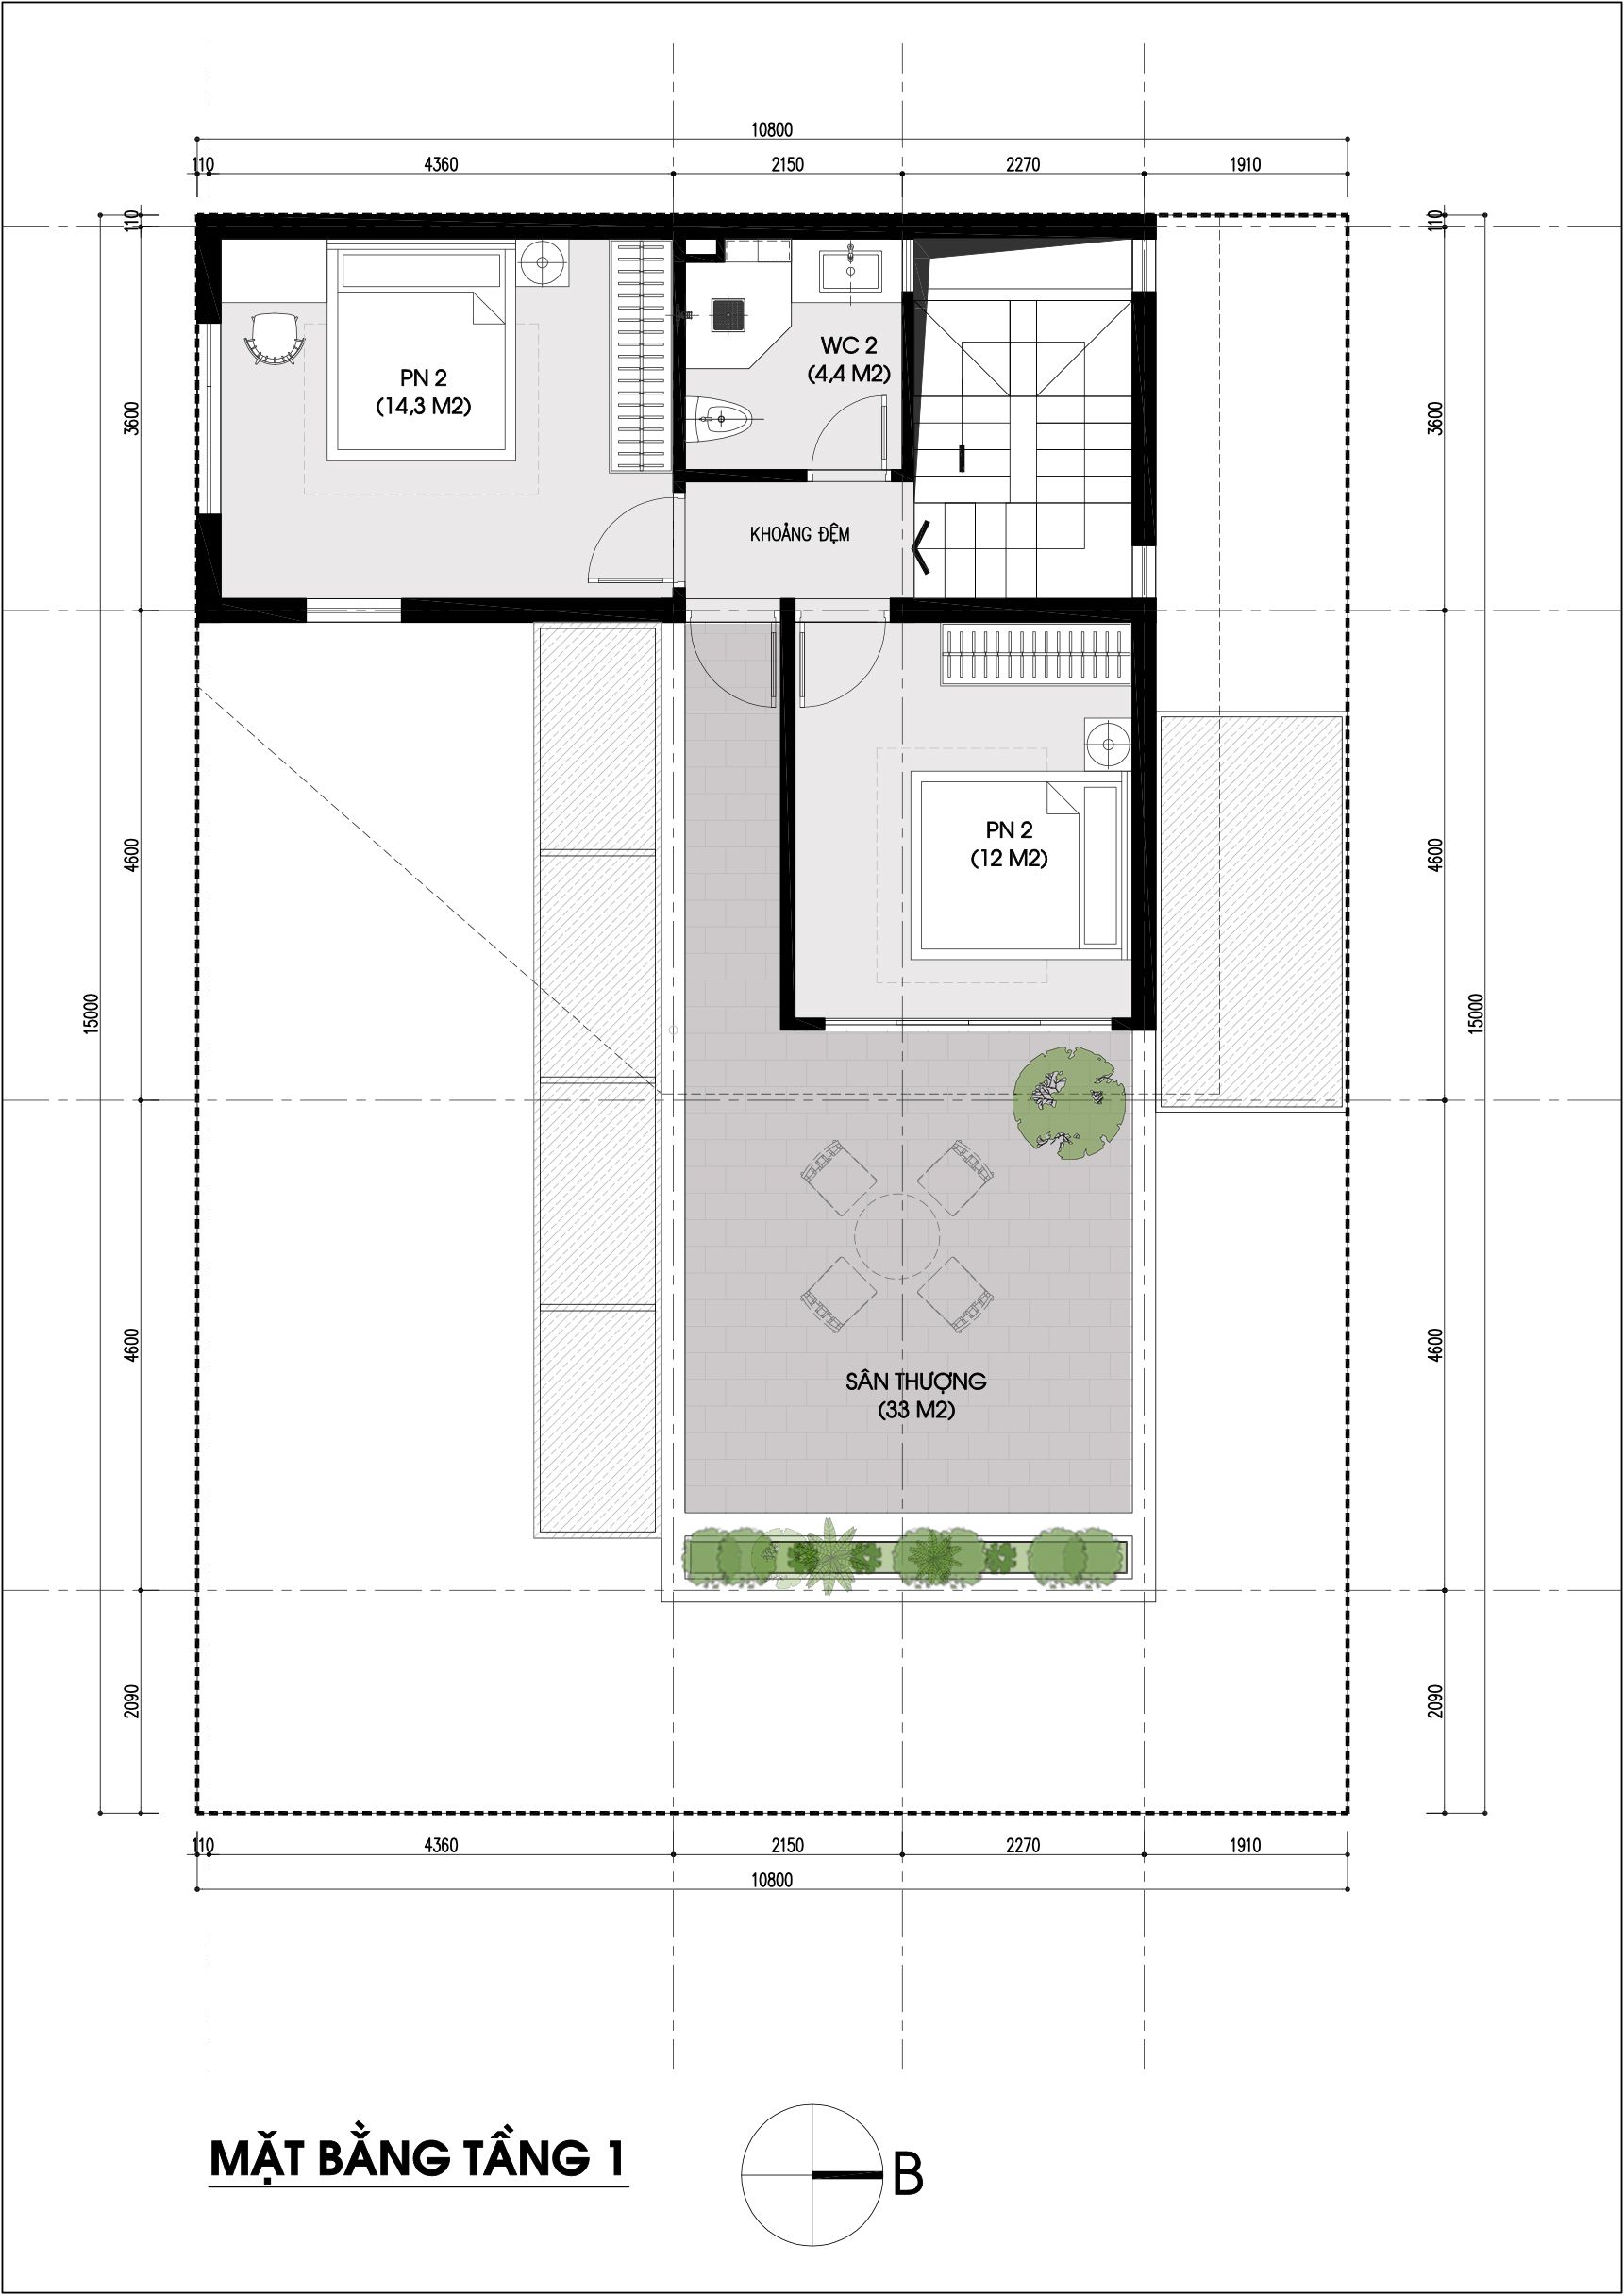 10800
110 4360 2150 2270 1910
110
110
PN 2
(14,3 M2)
WC 2
(4,4 M2)
3600
3600
KHOẢNG ĐỆM
PN 2
(12 M2)
4600
4600
15000
15000
4600
4600
SÂN THƯỢNG
(33 M2)
2090
2090
110 4360 2150 2270 1910
10800
MẶT BẰNG TẦNG 1
B